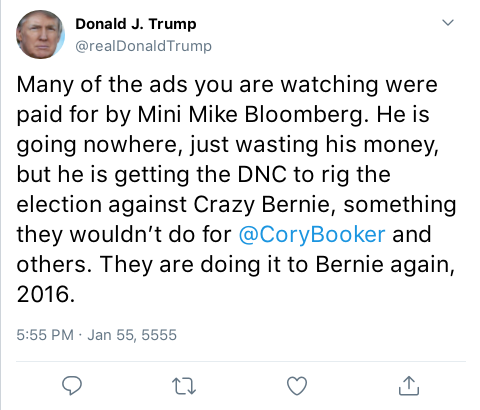 Donald J. Trump
@realDonaldTrump
Many of the ads you are watching were
paid for by Mini Mike Bloomberg. He is
going nowhere, just wasting his money,
but he is getting the DNC to rig the
election against Crazy Bernie, something
they wouldn’t do for @CoryBooker and
others. They are doing it to Bernie again,
2016.
5:55 PM · Jan 55, 5555